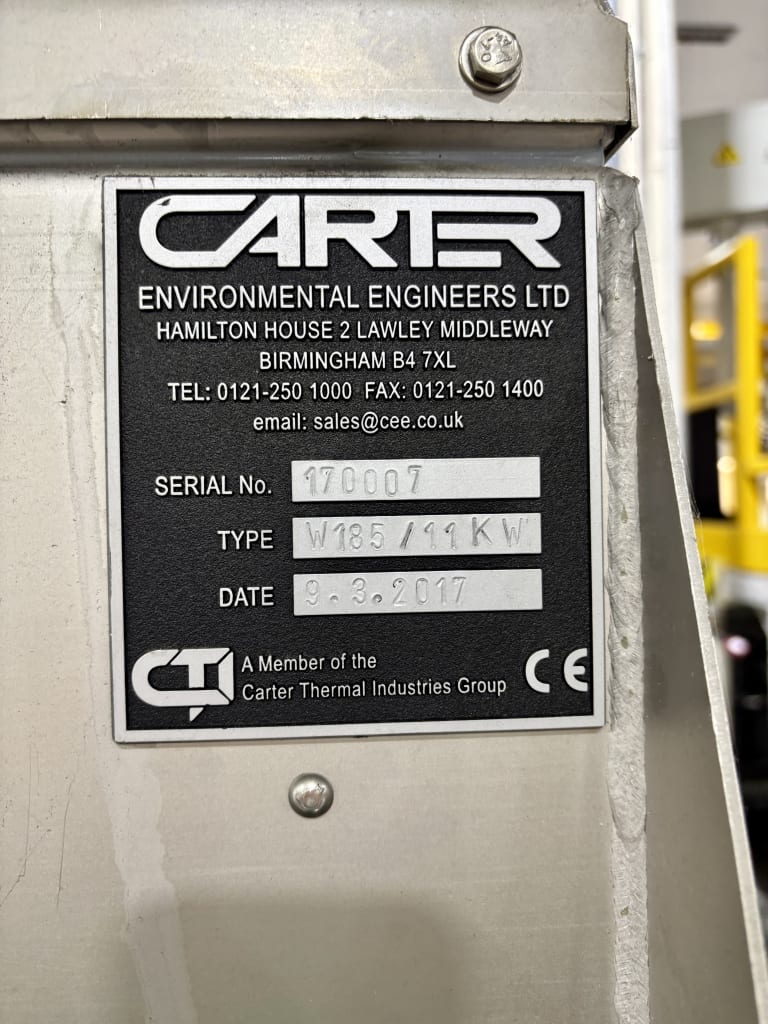 CARTER
ENVIRONMENTAL ENGINEERS LTD
HAMILTON HOUSE 2 LAWLEY MIDDLEWAY
BIRMINGHAM B4 7XL
TEL: 0121-250 1000 FAX: 0121-250 1400
email: sales@cee.co.uk
SERIAL No. 170007
TYPE W185/11KW
DATE 9.3.2017
CTI A Member of the
Carter Thermal Industries Group
CE